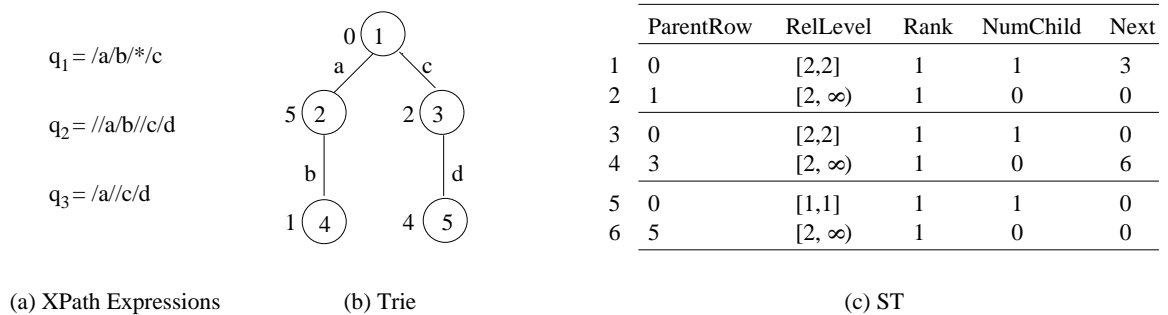 q1 = /a/b/*/c
q2 = //a/b//c/d
q3 = /a//c/d
(a) XPath Expressions
0 1
a c
5 2 2 3
b d
1 4 4 5
(b) Trie
ParentRow RelLevel Rank NumChild Next
1 0 [2,2] 1 1 3
2 1 [2, ∞) 1 0 0
3 0 [2,2] 1 1 0
4 3 [2, ∞) 1 0 6
5 0 [1,1] 1 1 0
6 5 [2, ∞) 1 0 0
(c) ST